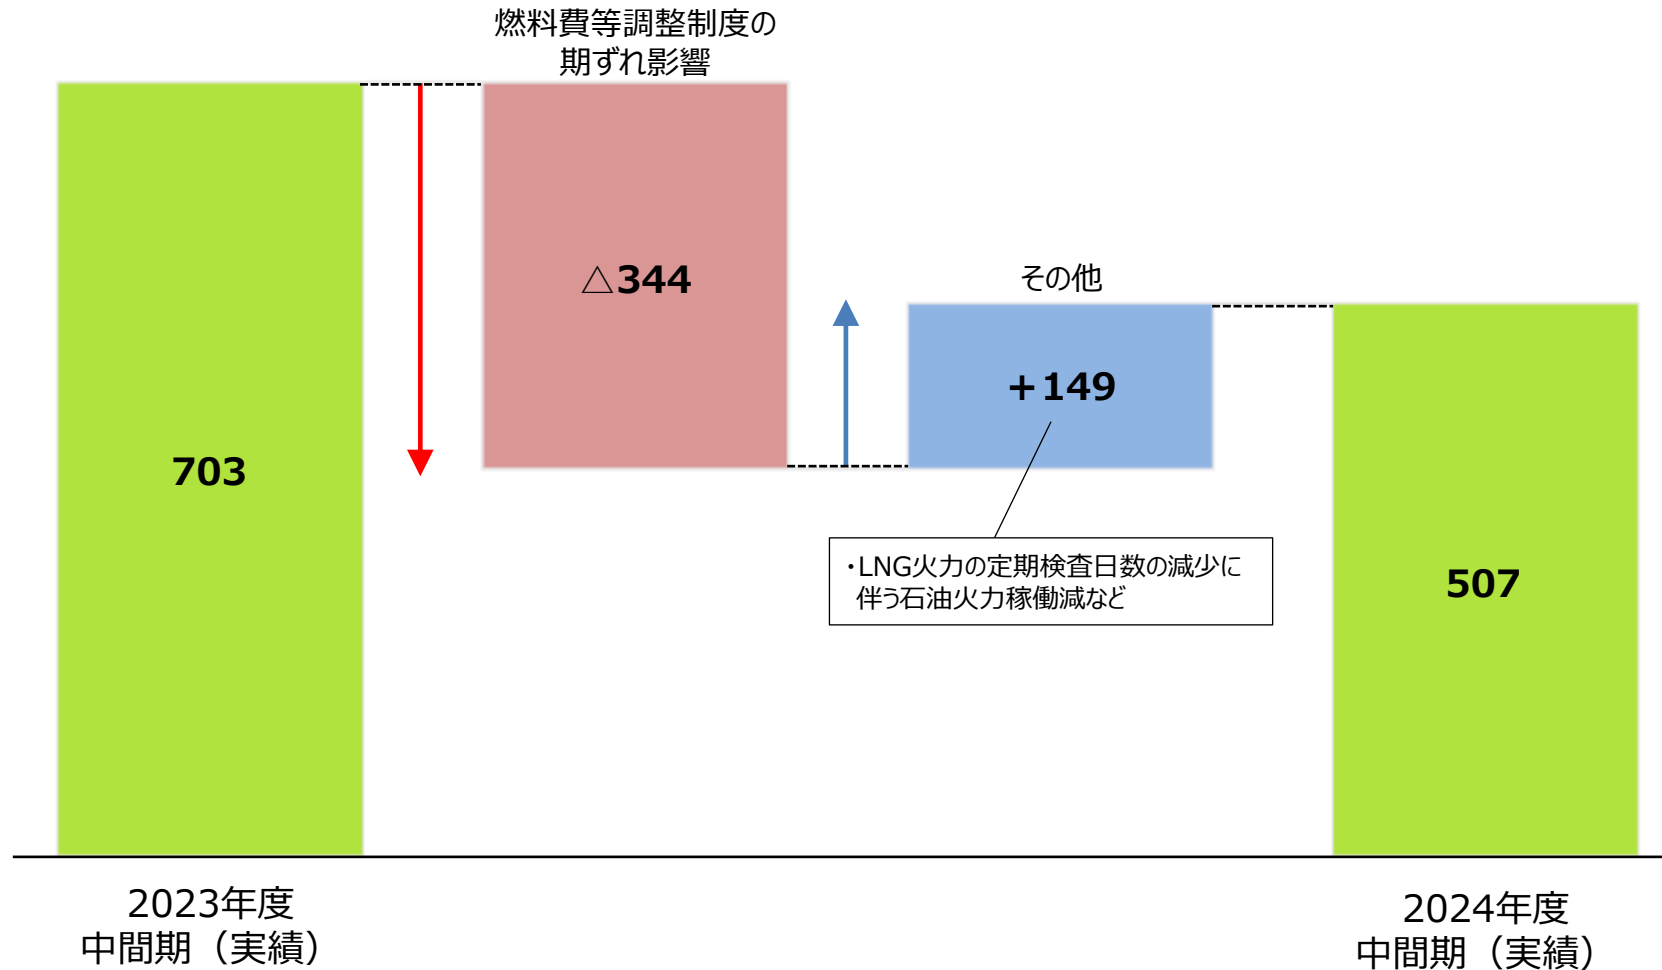 燃料費等調整制度の
期ずれ影響
△344
その他
＋149
703
・LNG火力の定期検査日数の減少に
伴う石油火力稼働減など
507
2023年度
中間期（実績）
2024年度
中間期（実績）